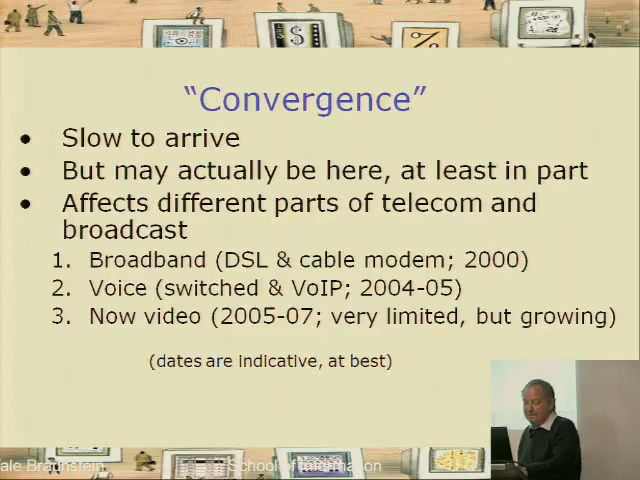 “Convergence”
• Slow to arrive
• But may actually be here, at least in part
• Affects different parts of telecom and
broadcast
1. Broadband (DSL & cable modem; 2000)
2. Voice (switched & VoIP; 2004-05)
3. Now video (2005-07; very limited, but growing)
(dates are indicative, at best)
ale Braunstein School of Information